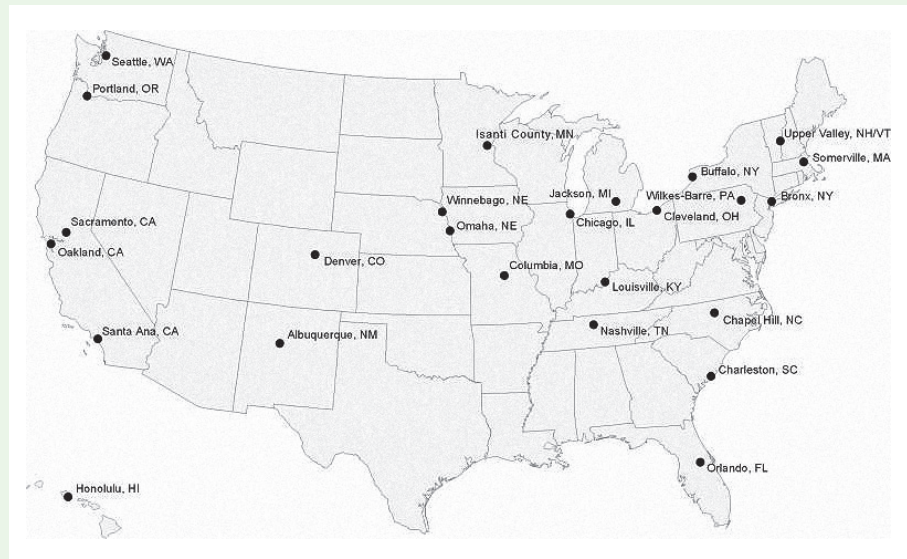 Seattle, WA
Portland, OR
Isanti County, MN
Upper Valley, NH/VT
Somerville, MA
Buffalo, NY
Jackson, MI
Wilkes-Barre, PA
Bronx, NY
Winnebago, NE
Chicago, IL
Cleveland, OH
Sacramento, CA
Omaha, NE
Oakland, CA
Denver, CO
Columbia, MO
Louisville, KY
Santa Ana, CA
Albuquerque, NM
Nashville, TN
Chapel Hill, NC
Charleston, SC
Orlando, FL
Honolulu, HI